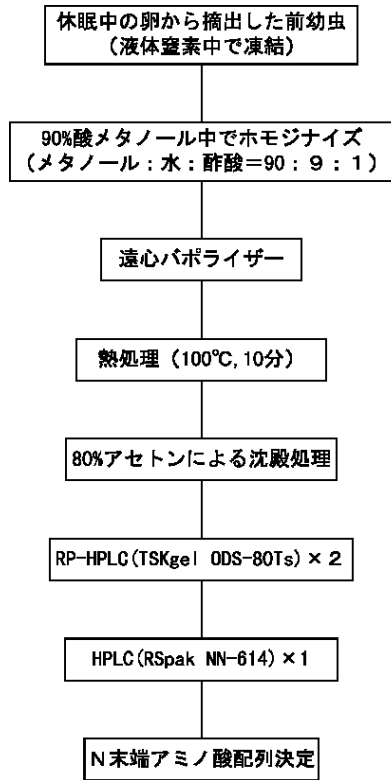 休眠中の卵から摘出した前幼虫
(液体窒素中で凍結)
90%酸メタノール中でホモジナイズ
(メタノール：水：酢酸＝90：9：1)
遠心バポライザー
熱処理 (100℃, 10分)
80%アセトンによる沈殿処理
RP-HPLC(TSKgel ODS-80Ts)×2
HPLC(RSpak NN-614)×1
N末端アミノ酸配列決定